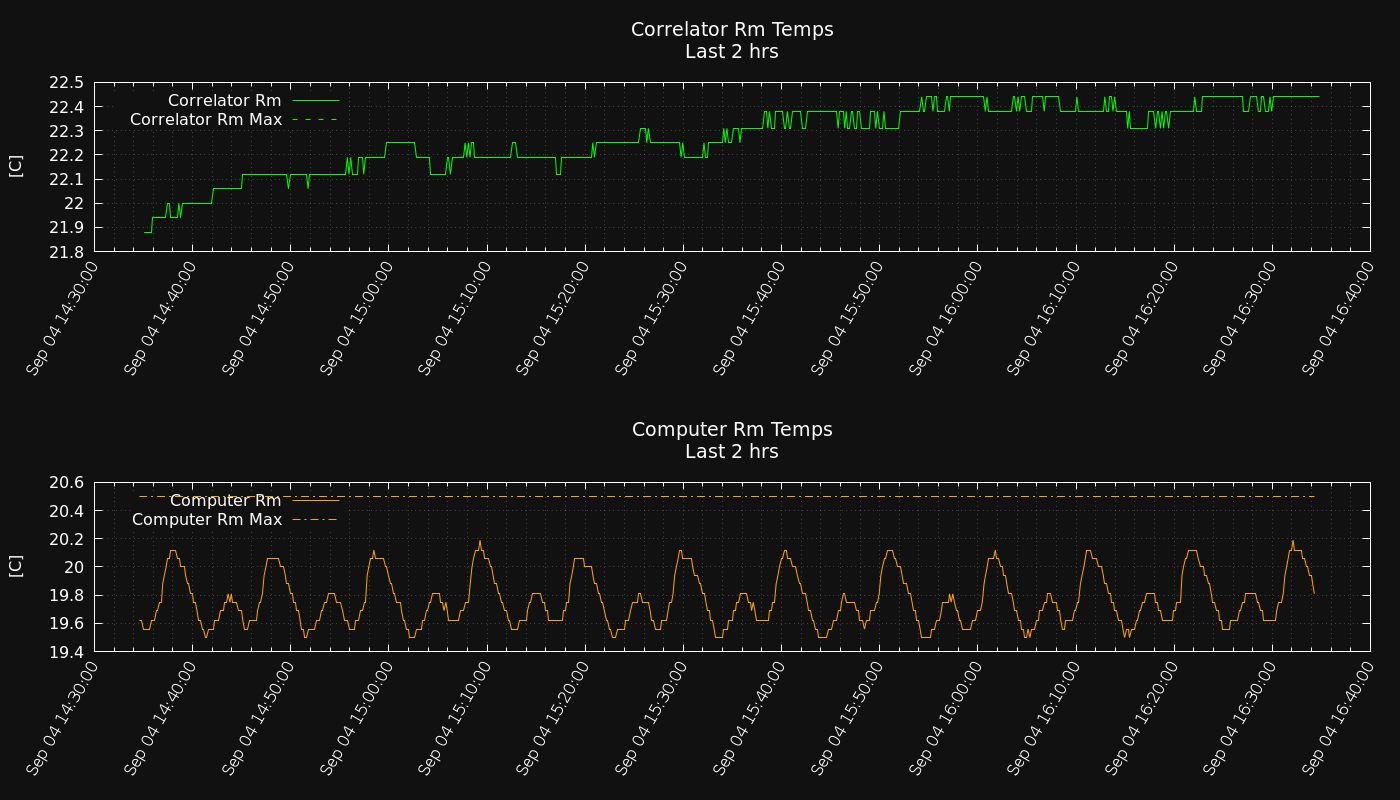 Correlator Rm Temps
Last 2 hrs
[C]
22.5
22.4
22.3
22.2
22.1
22
21.9
21.8
Correlator Rm
Correlator Rm Max
Sep 04 14:30:00
Sep 04 14:40:00
Sep 04 14:50:00
Sep 04 15:00:00
Sep 04 15:10:00
Sep 04 15:20:00
Sep 04 15:30:00
Sep 04 15:40:00
Sep 04 15:50:00
Sep 04 16:00:00
Sep 04 16:10:00
Sep 04 16:20:00
Sep 04 16:30:00
Sep 04 16:40:00
Computer Rm Temps
Last 2 hrs
[C]
20.6
20.4
20.2
20
19.8
19.6
19.4
Computer Rm
Computer Rm Max
Sep 04 14:30:00
Sep 04 14:40:00
Sep 04 14:50:00
Sep 04 15:00:00
Sep 04 15:10:00
Sep 04 15:20:00
Sep 04 15:30:00
Sep 04 15:40:00
Sep 04 15:50:00
Sep 04 16:00:00
Sep 04 16:10:00
Sep 04 16:20:00
Sep 04 16:30:00
Sep 04 16:40:00